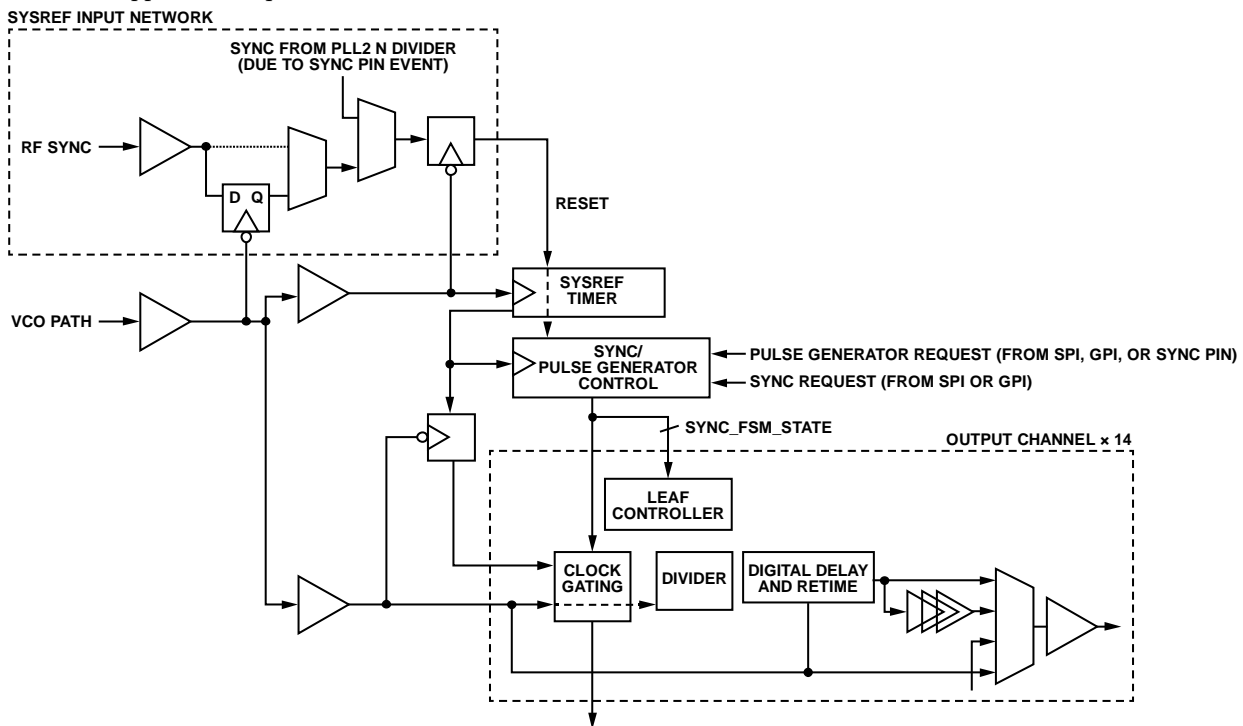 SYSREF INPUT NETWORK
SYNC FROM PLL2 N DIVIDER
(DUE TO SYNC PIN EVENT)
RF SYNC
D Q
RESET
SYSREF
TIMER
VCO PATH
SYNC/
PULSE GENERATOR
CONTROL
PULSE GENERATOR REQUEST (FROM SPI, GPI, OR SYNC PIN)
SYNC REQUEST (FROM SPI OR GPI)
SYNC_FSM_STATE
OUTPUT CHANNEL × 14
LEAF
CONTROLLER
CLOCK
GATING
DIVIDER
DIGITAL DELAY
AND RETIME